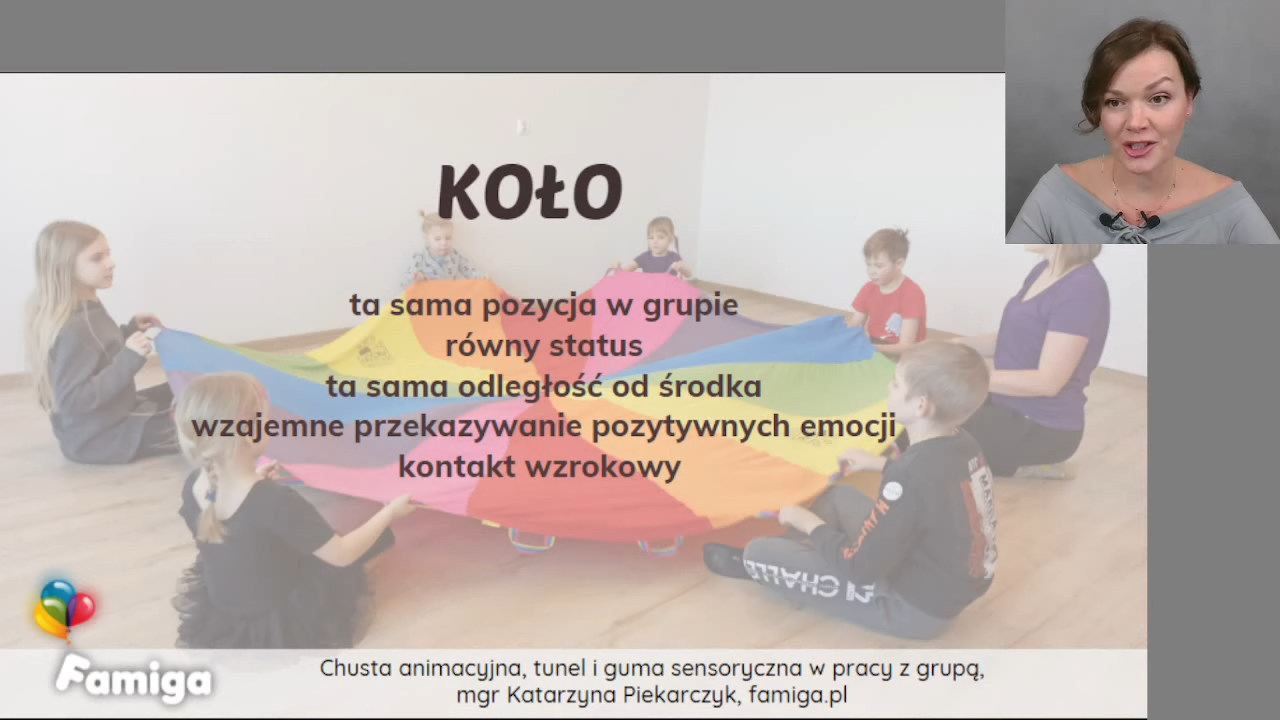 KOŁO
ta sama pozycja w grupie
równy status
ta sama odległość od środka
wzajemne przekazywanie pozytywnych emocji
kontakt wzrokowy
Famiga
Chusta animacyjna, tunel i guma sensoryczna w pracy z grupą,
mgr Katarzyna Piekarczyk, famiga.pl